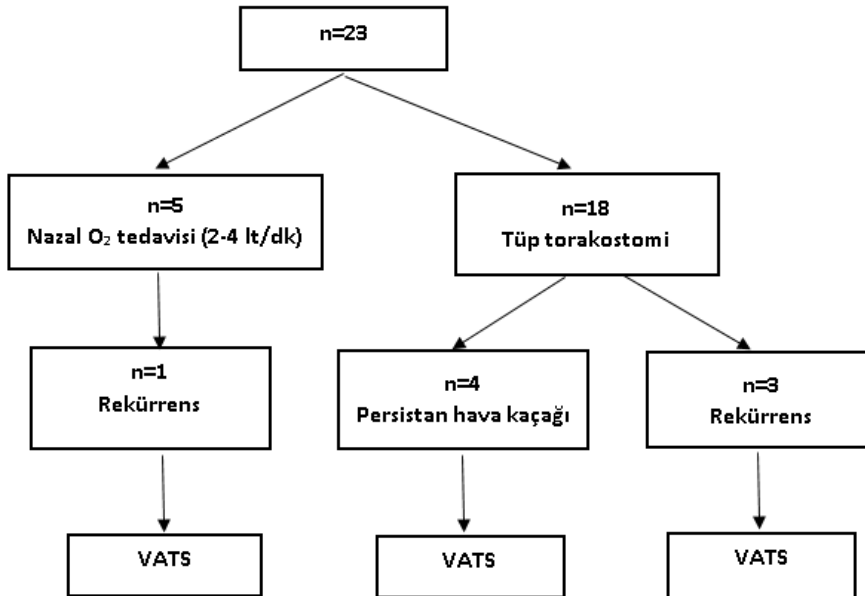 n=23
n=5
Nazal O₂ tedavisi (2-4 lt/dk)
n=18
Tüp torakostomi
n=1
Rekürrens
n=4
Persistan hava kaçağı
n=3
Rekürrens
VATS
VATS
VATS